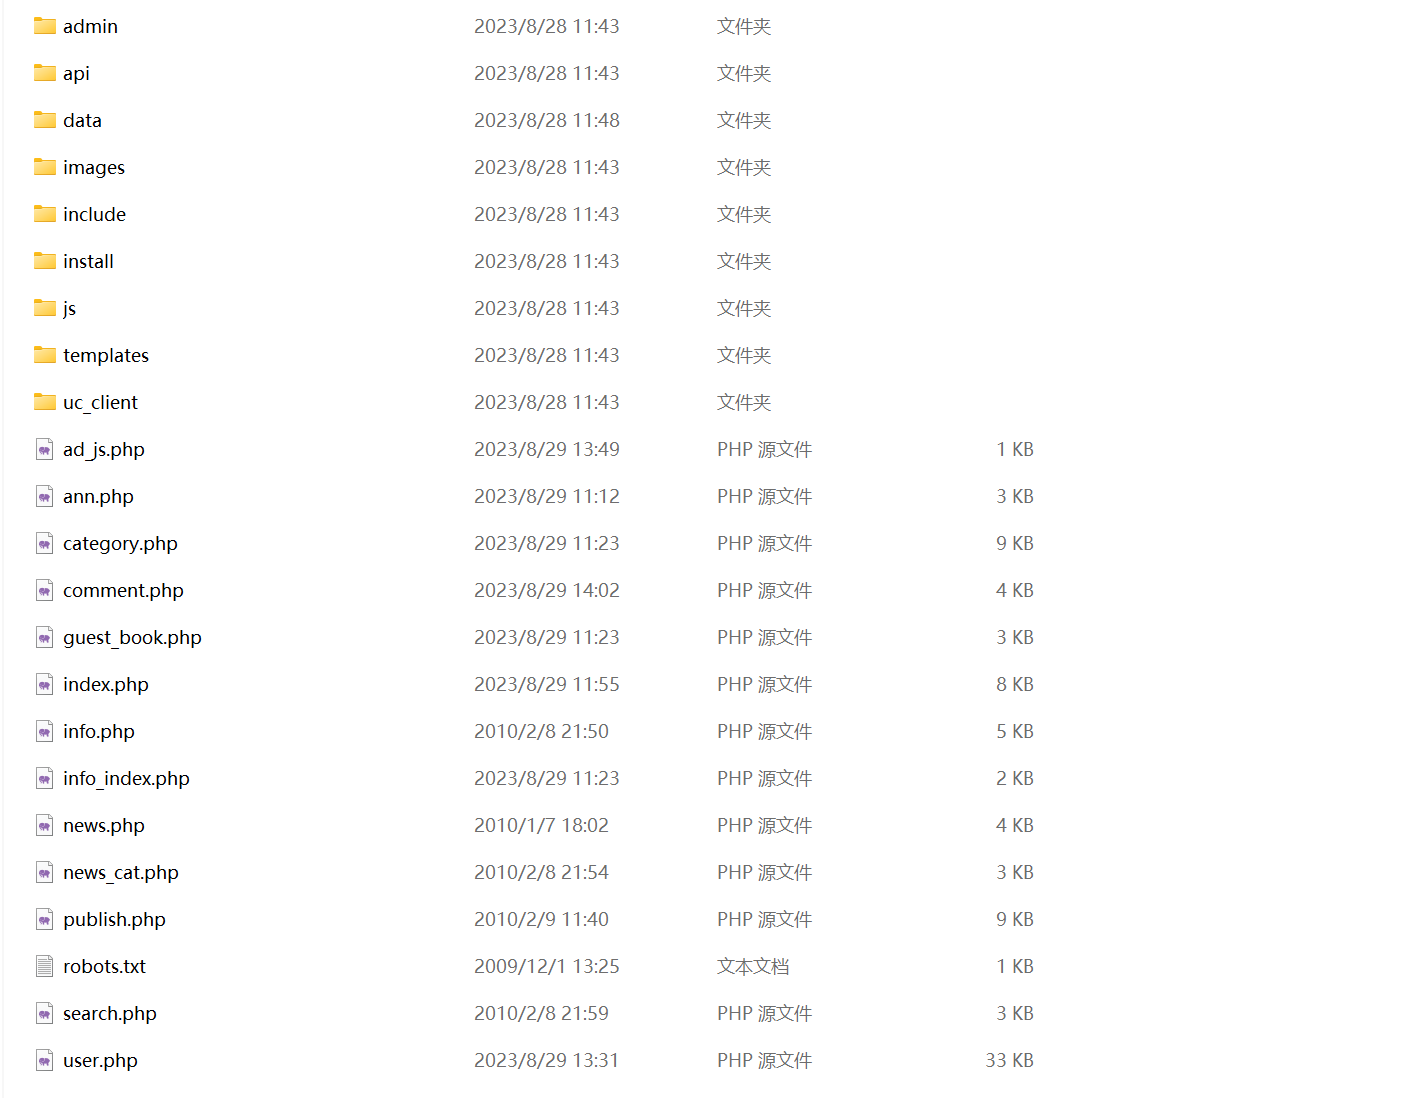 admin 2023/8/28 11:43 文件夹
api 2023/8/28 11:43 文件夹
data 2023/8/28 11:48 文件夹
images 2023/8/28 11:43 文件夹
include 2023/8/28 11:43 文件夹
install 2023/8/28 11:43 文件夹
js 2023/8/28 11:43 文件夹
templates 2023/8/28 11:43 文件夹
uc_client 2023/8/28 11:43 文件夹
ad_js.php 2023/8/29 13:49 PHP 源文件 1 KB
ann.php 2023/8/29 11:12 PHP 源文件 3 KB
category.php 2023/8/29 11:23 PHP 源文件 9 KB
comment.php 2023/8/29 14:02 PHP 源文件 4 KB
guest_book.php 2023/8/29 11:23 PHP 源文件 3 KB
index.php 2023/8/29 11:55 PHP 源文件 8 KB
info.php 2010/2/8 21:50 PHP 源文件 5 KB
info_index.php 2023/8/29 11:23 PHP 源文件 2 KB
news.php 2010/1/7 18:02 PHP 源文件 4 KB
news_cat.php 2010/2/8 21:54 PHP 源文件 3 KB
publish.php 2010/2/9 11:40 PHP 源文件 9 KB
robots.txt 2009/12/1 13:25 文本文档 1 KB
search.php 2010/2/8 21:59 PHP 源文件 3 KB
user.php 2023/8/29 13:31 PHP 源文件 33 KB